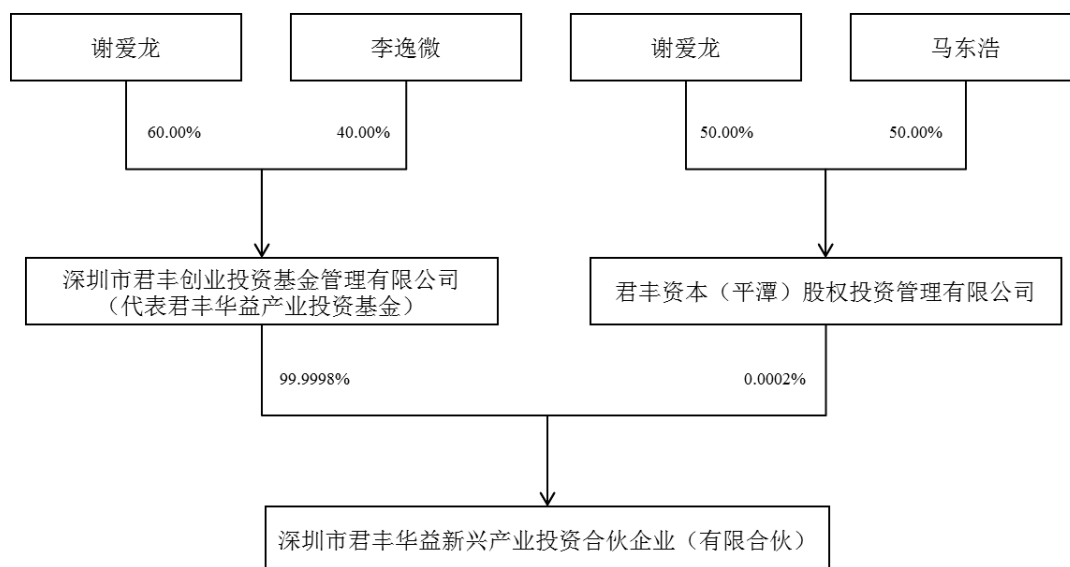 谢爱龙
李逸微
谢爱龙
马东浩
60.00%
40.00%
50.00%
50.00%
深圳市君丰创业投资基金管理有限公司
（代表君丰华益产业投资基金）
君丰资本（平潭）股权投资管理有限公司
99.9998%
0.0002%
深圳市君丰华益新兴产业投资合伙企业（有限合伙）